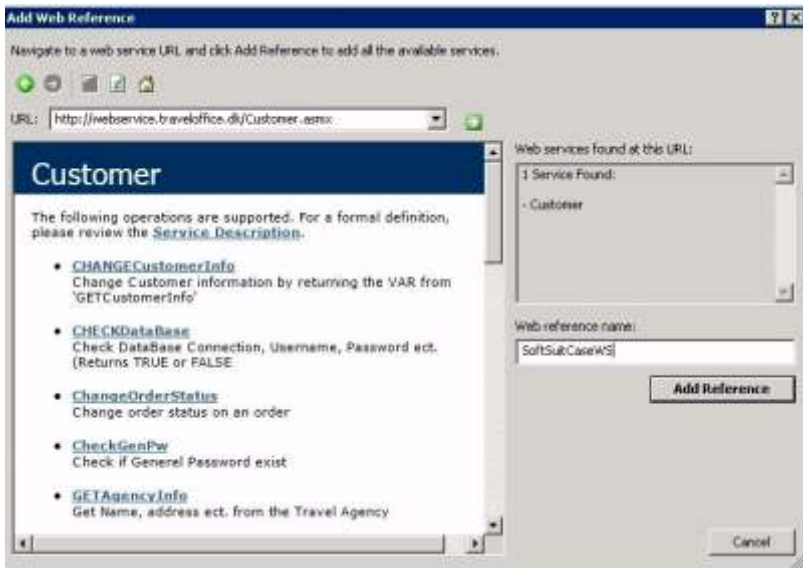 Add Web Reference
Navigate to a web service URL and click Add Reference to add all the available services.
URL: http://webservice.traveloffice.dk/Customer.asmx
Customer
The following operations are supported. For a formal definition,
please review the Service Description.
• CHANGECustomerInfo
Change Customer information by returning the VAR from
'GETCustomerInfo'
• CHECKDataBase
Check DataBase Connection, Username, Password ect.
(Returns TRUE or FALSE
• ChangeOrderStatus
Change order status on an order
• CheckGenPw
Check if Generel Password exist
• GETAgencyInfo
Get Name, address ect. from the Travel Agency
Web services found at this URL:
1 Service Found:
- Customer
Web reference name:
SoftSuitCaseWS
Add Reference
Cancel